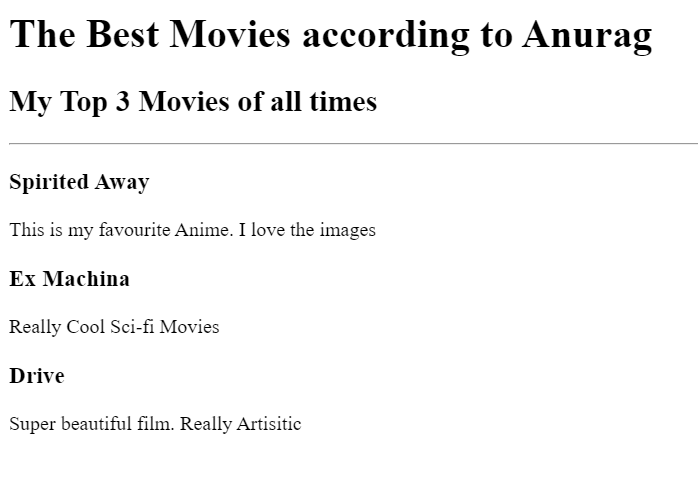 The Best Movies according to Anurag
My Top 3 Movies of all times
Spirited Away
This is my favourite Anime. I love the images
Ex Machina
Really Cool Sci-fi Movies
Drive
Super beautiful film. Really Artisitic